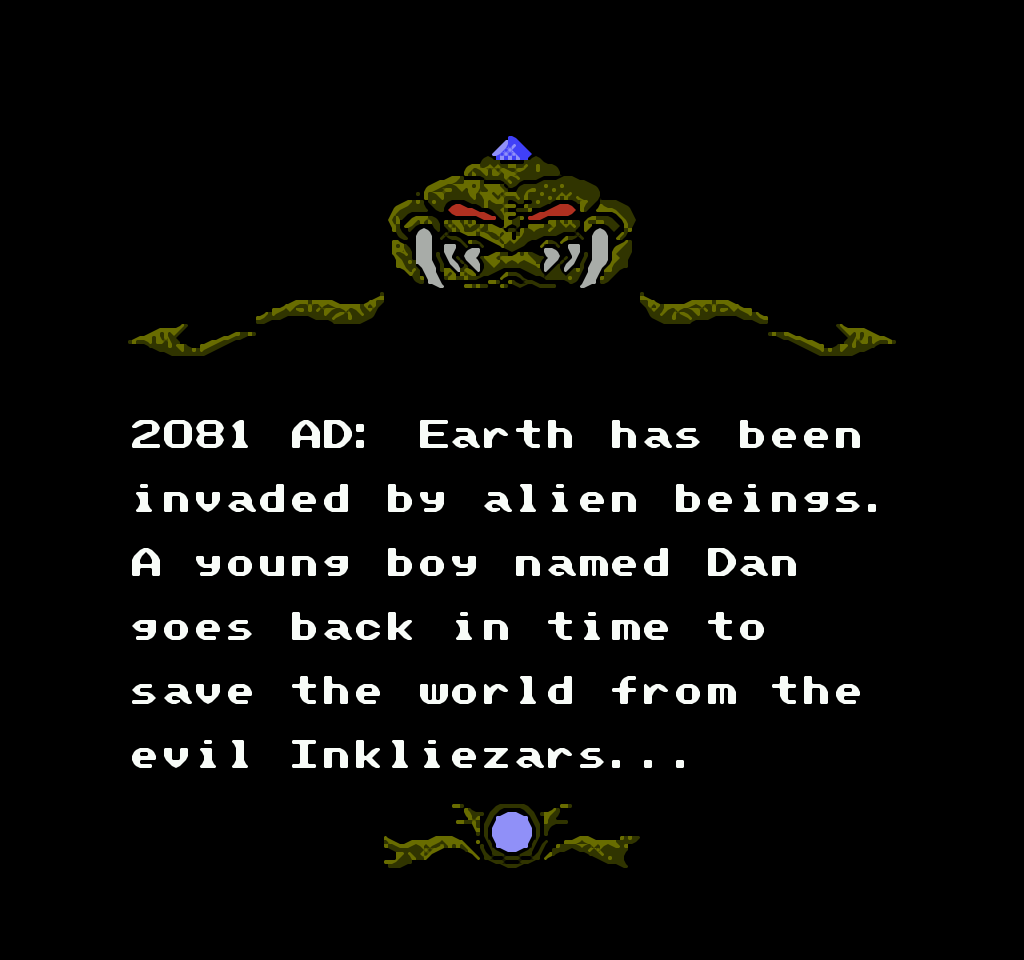 2081 AD: Earth has been
invaded by alien beings.
A young boy named Dan
goes back in time to
save the world from the
evil Inkliezars...